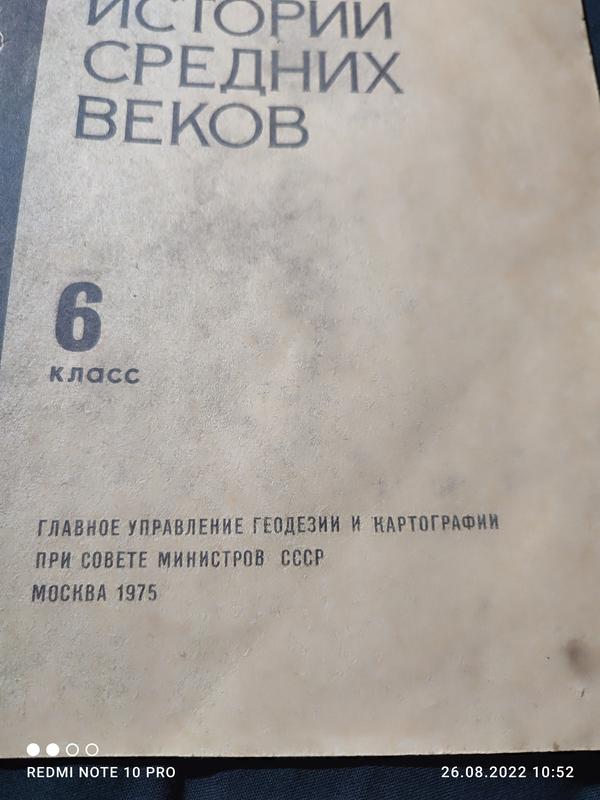 ИСТОРИИ
СРЕДНИХ
ВЕКОВ
6
класс
ГЛАВНОЕ УПРАВЛЕНИЕ ГЕОДЕЗИИ И КАРТОГРАФИИ
ПРИ СОВЕТЕ МИНИСТРОВ СССР
МОСКВА 1975
REDMI NOTE 10 PRO
26.08.2022 10:52